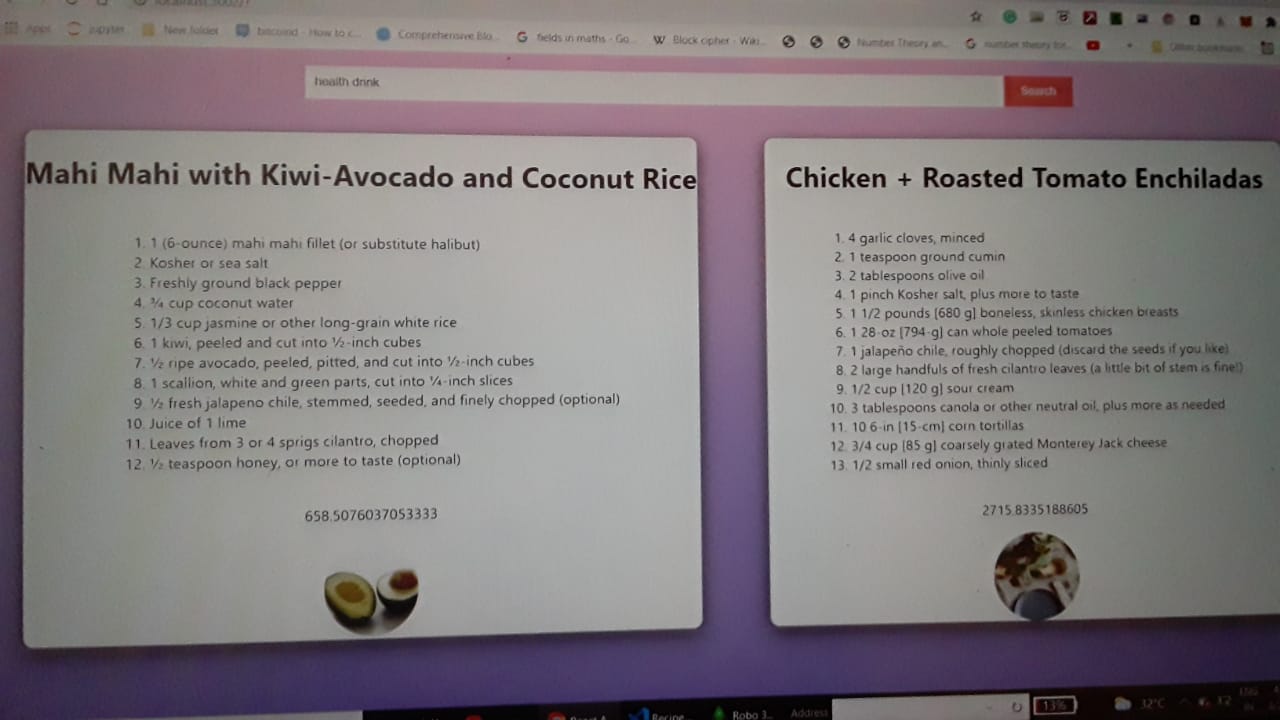 Apps
jupyter
New folder
bitcoind - How to c...
Comprehensive Blo...
fields in maths - Go...
Block cipher - Wiki...
Number Theory an...
number theory for...
Other bookmarks
health drink
Search
Mahi Mahi with Kiwi-Avocado and Coconut Rice
1. 1 (6-ounce) mahi mahi fillet (or substitute halibut)
2. Kosher or sea salt
3. Freshly ground black pepper
4. ¾ cup coconut water
5. 1/3 cup jasmine or other long-grain white rice
6. 1 kiwi, peeled and cut into ½-inch cubes
7. ½ ripe avocado, peeled, pitted, and cut into ½-inch cubes
8. 1 scallion, white and green parts, cut into ¼-inch slices
9. ½ fresh jalapeno chile, stemmed, seeded, and finely chopped (optional)
10. Juice of 1 lime
11. Leaves from 3 or 4 sprigs cilantro, chopped
12. ½ teaspoon honey, or more to taste (optional)
658.5076037053333
Chicken + Roasted Tomato Enchiladas
1. 4 garlic cloves, minced
2. 1 teaspoon ground cumin
3. 2 tablespoons olive oil
4. 1 pinch Kosher salt, plus more to taste
5. 1 1/2 pounds [680 g] boneless, skinless chicken breasts
6. 1 28-oz [794-g] can whole peeled tomatoes
7. 1 jalapeño chile, roughly chopped (discard the seeds if you like)
8. 2 large handfuls of fresh cilantro leaves (a little bit of stem is fine!)
9. 1/2 cup [120 g] sour cream
10. 3 tablespoons canola or other neutral oil, plus more as needed
11. 10 6-in [15-cm] corn tortillas
12. 3/4 cup [85 g] coarsely grated Monterey Jack cheese
13. 1/2 small red onion, thinly sliced
2715.8335188605
Recipe...
Robo 3...
Address
13%
32°C
ENG
IN